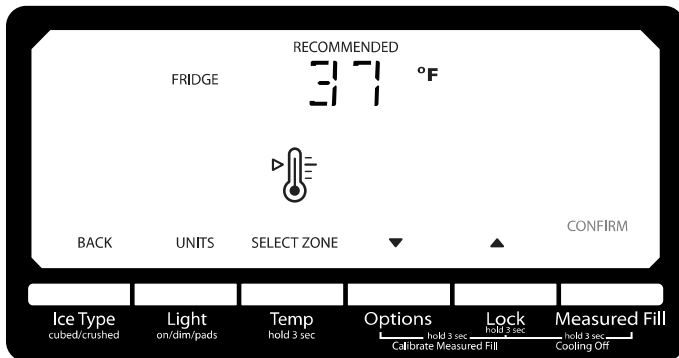 RECOMMENDED
FRIDGE 37 °F
BACK UNITS SELECT ZONE ▼ ▲ CONFIRM
Ice Type Light Temp Options Lock Measured Fill
cubed/crushed on/dim/pads hold 3 sec hold 3 sec hold 3 sec hold 3 sec
Calibrate Measured Fill Cooling Off